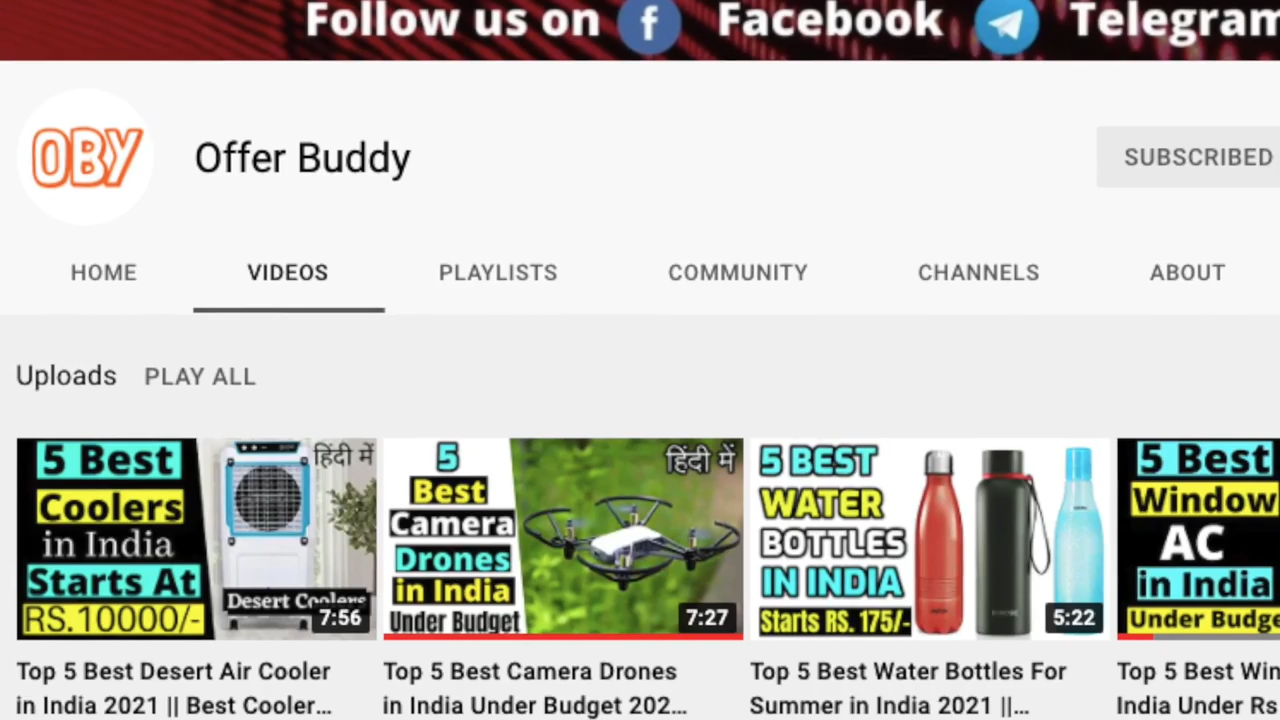 Follow us on f Facebook Telegram
OBY
Offer Buddy
SUBSCRIBED
HOME VIDEOS PLAYLISTS COMMUNITY CHANNELS ABOUT
Uploads PLAY ALL
5 Best
Coolers
in India
Starts At
RS.10000/-
हिंदी में
Desert Coolers
7:56
5
Best
Camera
Drones
in India
Under Budget
हिंदी में
7:27
5 BEST
WATER
BOTTLES
IN INDIA
Starts RS. 175/-
5:22
5 Best
Window
AC
in India
Under Budge
Top 5 Best Desert Air Cooler
in India 2021 || Best Cooler...
Top 5 Best Camera Drones
in India Under Budget 202...
Top 5 Best Water Bottles For
Summer in India 2021 ||...
Top 5 Best Win
India Under Rs